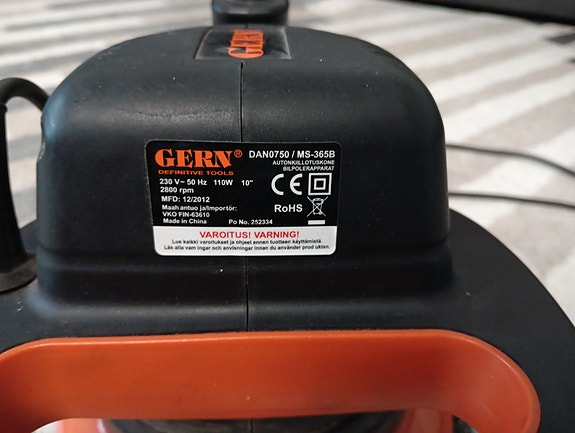 GERN
GERN®
DEFINITIVE TOOLS
DAN0750 / MS-365B
AUTONKIILLOTUSKONE
BILPOLERAPPARAT
230 V~ 50 Hz 110W 10"
2800 rpm
MFD: 12/2012
Maahantuoja/Importör:
VKO FIN-63610
Made in China
Po No. 252334
CE
RoHS
VAROITUS! VARNING!
Lue kaikki varoitukset ja ohjeet ennen tuotteen käyttämistä.
Läs alla varningar och anvisningar innan du använder produkten.